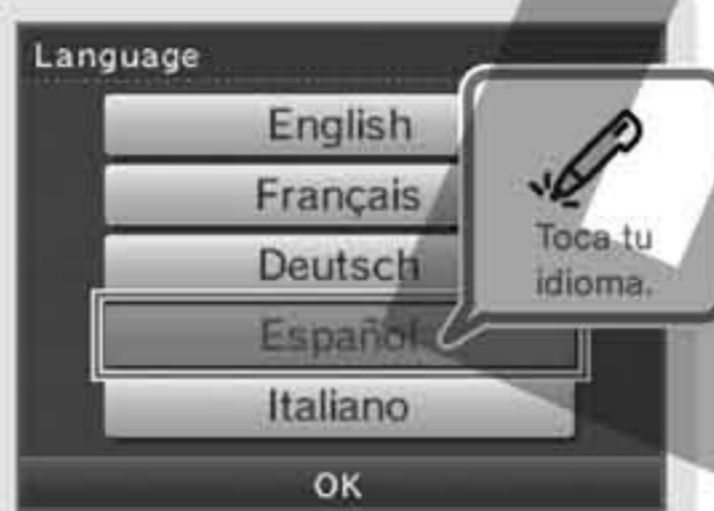 Language
English
Français
Deutsch
Español
Italiano
Toca tu
idioma.
OK